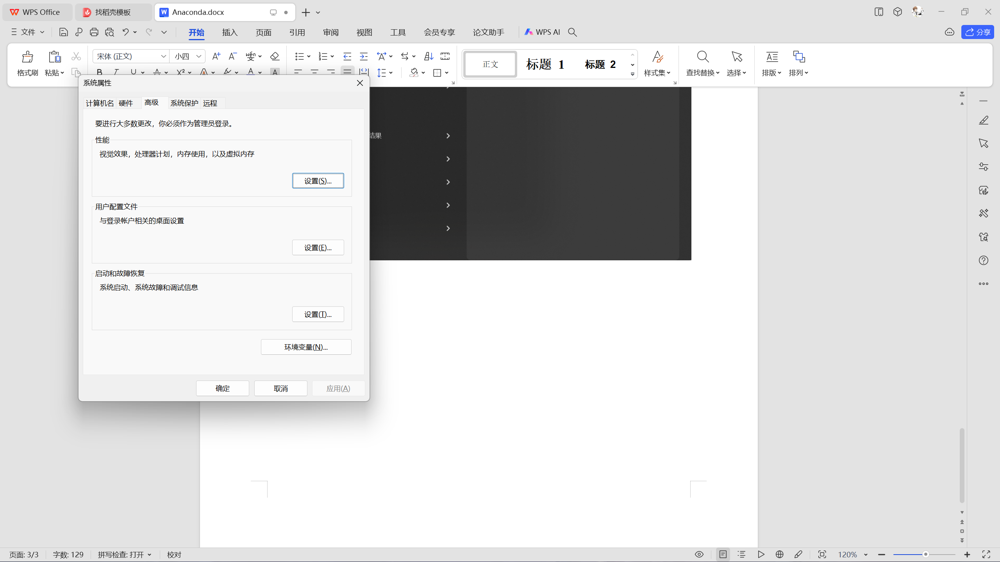 WPS Office
找稻壳模板
Anaconda.docx
文件
开始
插入
页面
引用
审阅
视图
工具
会员专享
论文助手
WPS AI
分享
格式刷
粘贴
宋体 (正文)
小四
正文
标题 1
标题 2
样式集
查找替换
选择
排版
排列
系统属性
计算机名
硬件
高级
系统保护
远程
要进行大多数更改，你必须作为管理员登录。
性能
视觉效果，处理器计划，内存使用，以及虚拟内存
设置(S)...
用户配置文件
与登录帐户相关的桌面设置
设置(E)...
启动和故障恢复
系统启动、系统故障和调试信息
设置(T)...
环境变量(N)...
确定
取消
应用(A)
结果
页面: 3/3
字数: 129
拼写检查: 打开
校对
120%